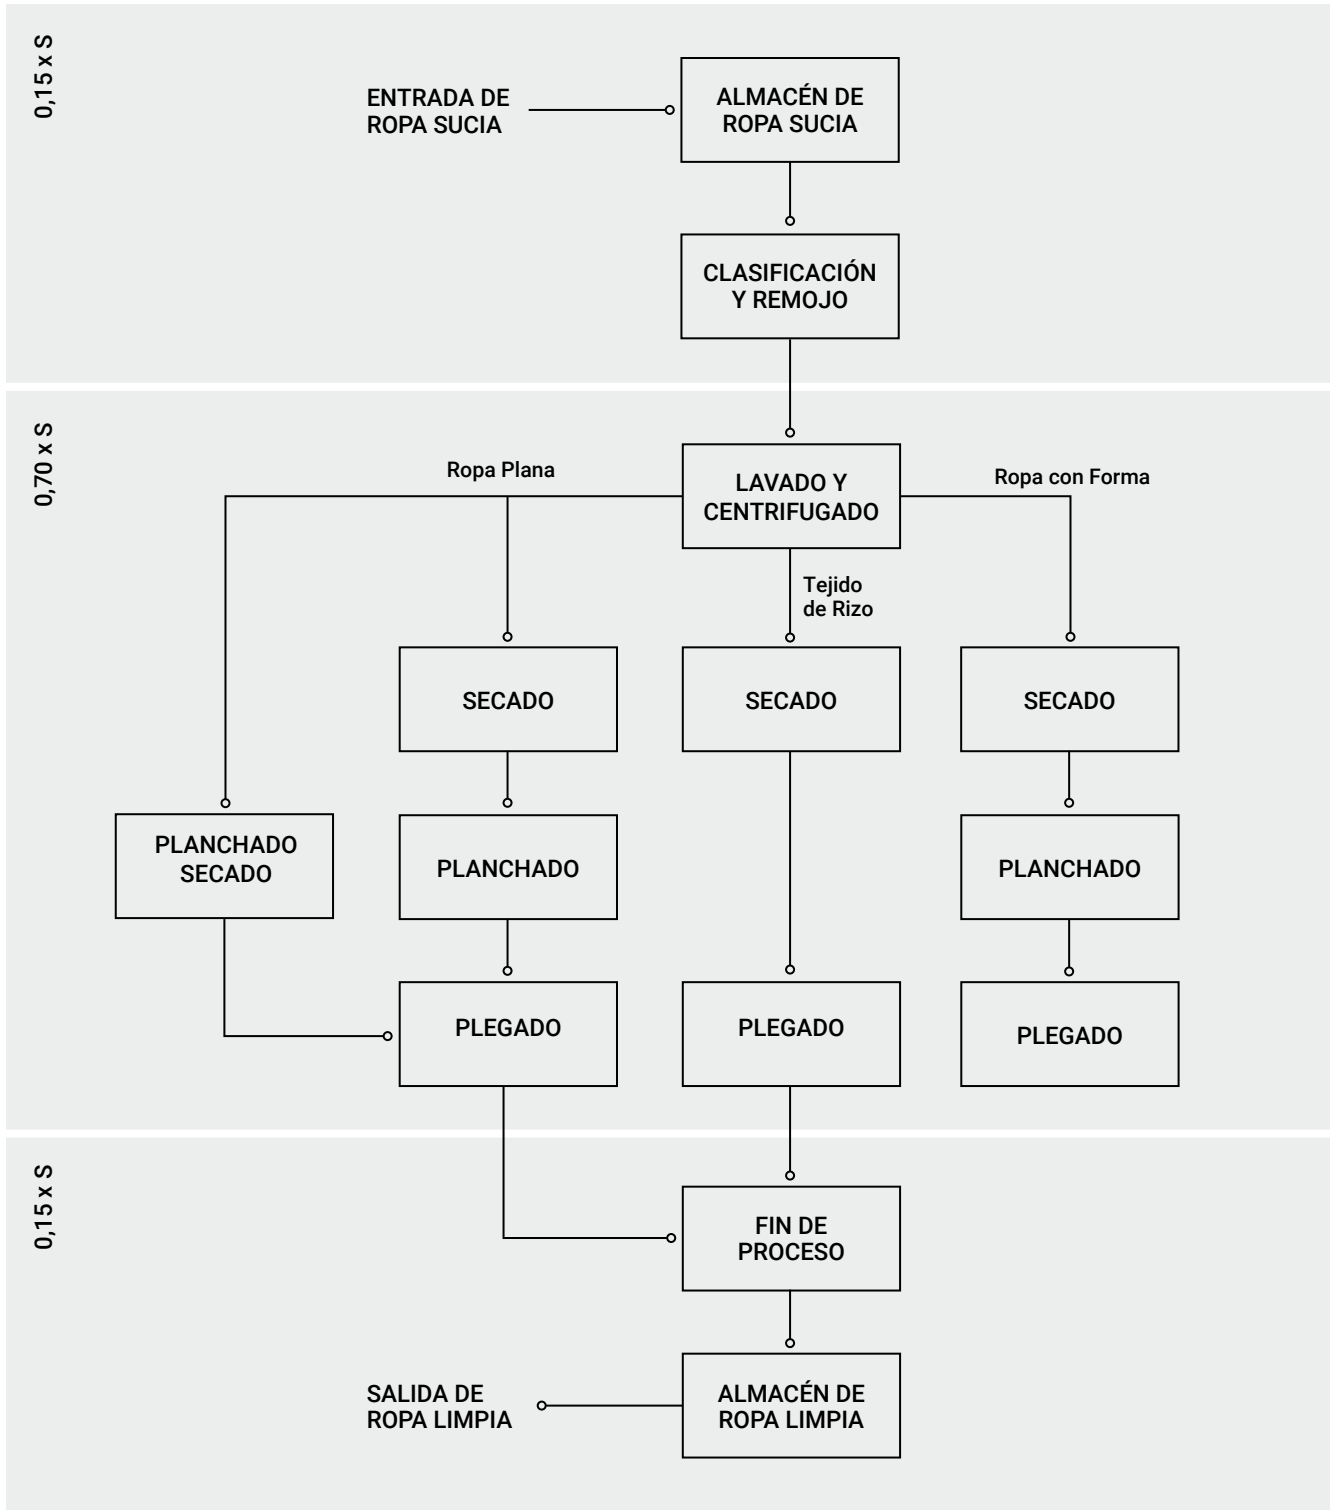 0,15 x S
ENTRADA DE
ROPA SUCIA
ALMACÉN DE
ROPA SUCIA
CLASIFICACIÓN
Y REMOJO
0,70 x S
Ropa Plana
LAVADO Y
CENTRIFUGADO
Ropa con Forma
Tejido
de Rizo
SECADO
SECADO
SECADO
PLANCHADO
SECADO
PLANCHADO
PLANCHADO
PLEGADO
PLEGADO
PLEGADO
0,15 x S
FIN DE
PROCESO
SALIDA DE
ROPA LIMPIA
ALMACÉN DE
ROPA LIMPIA